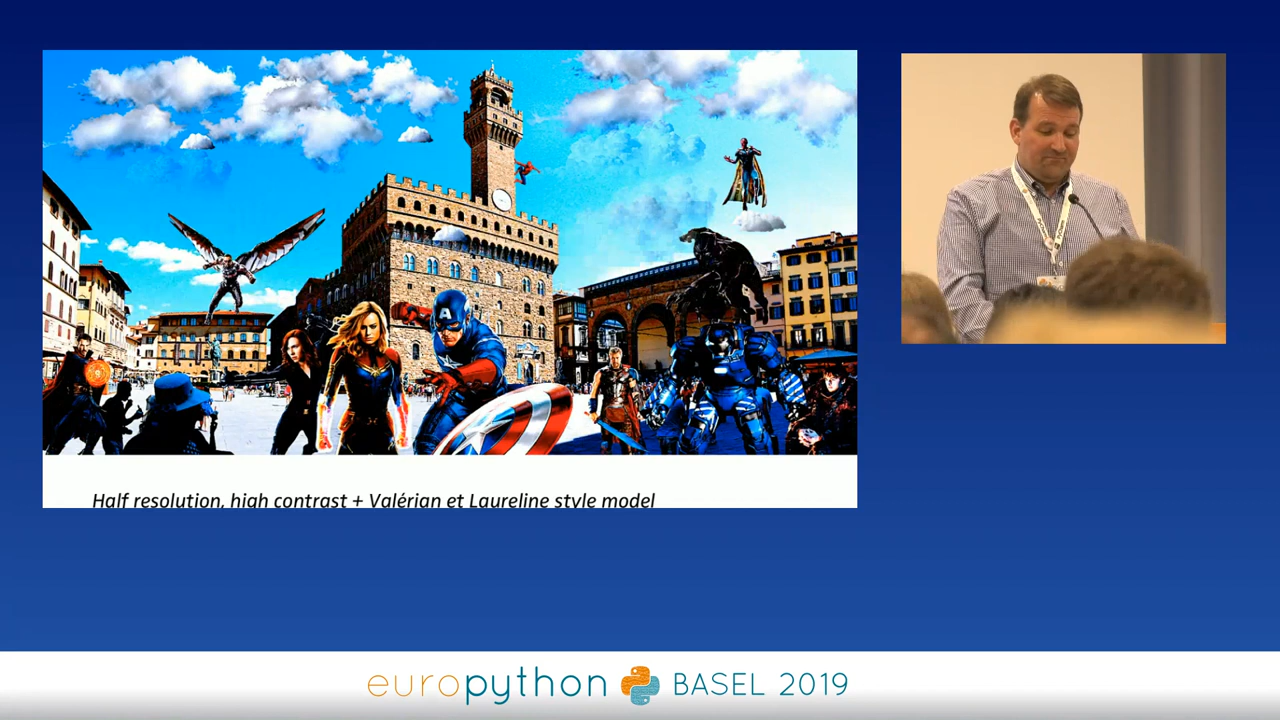 Half resolution, high contrast + Valérian et Laureline style model
europython BASEL 2019